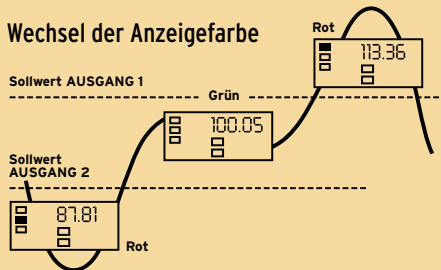 Wechsel der Anzeigefarbe
Rot
113.36
Sollwert AUSGANG 1
Grün
100.05
Sollwert
AUSGANG 2
87.81
Rot